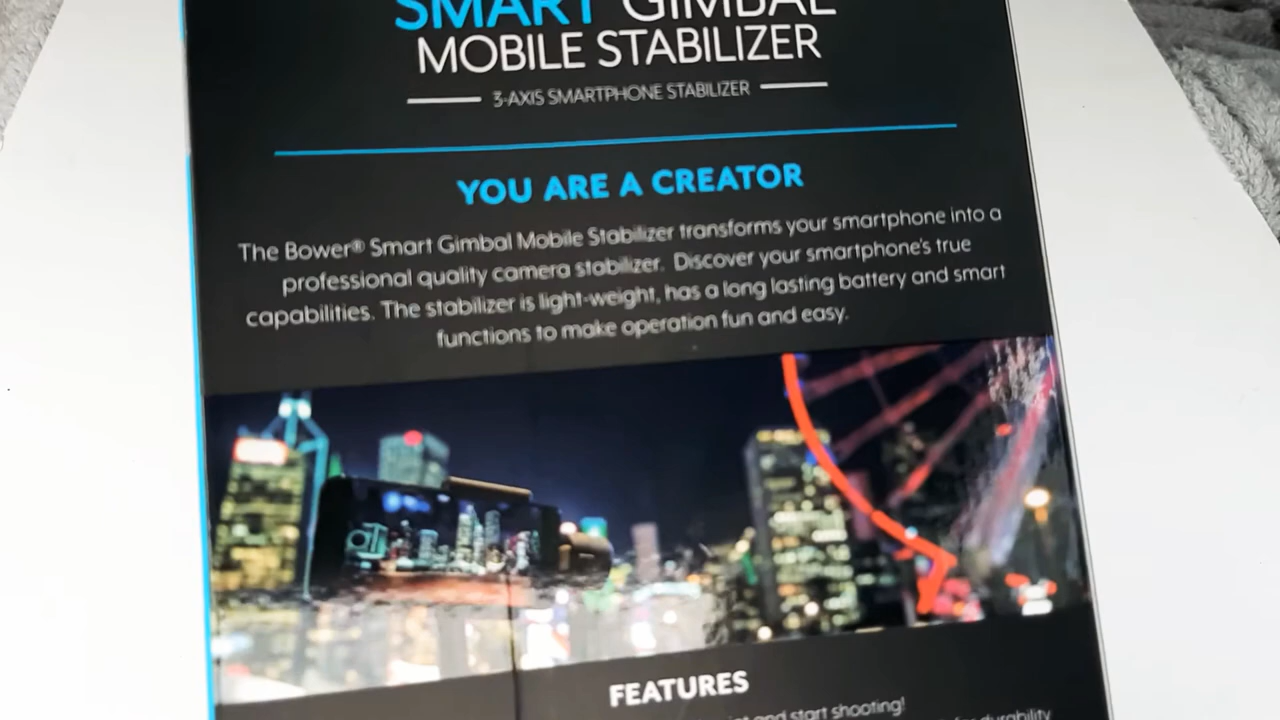 SMART GIMBAL
MOBILE STABILIZER
3-AXIS SMARTPHONE STABILIZER
YOU ARE A CREATOR
The Bower® Smart Gimbal Mobile Stabilizer transforms your smartphone into a
professional quality camera stabilizer. Discover your smartphone's true
capabilities. The stabilizer is light-weight, has a long lasting battery and smart
functions to make operation fun and easy.
FEATURES
and start shooting!
for durability